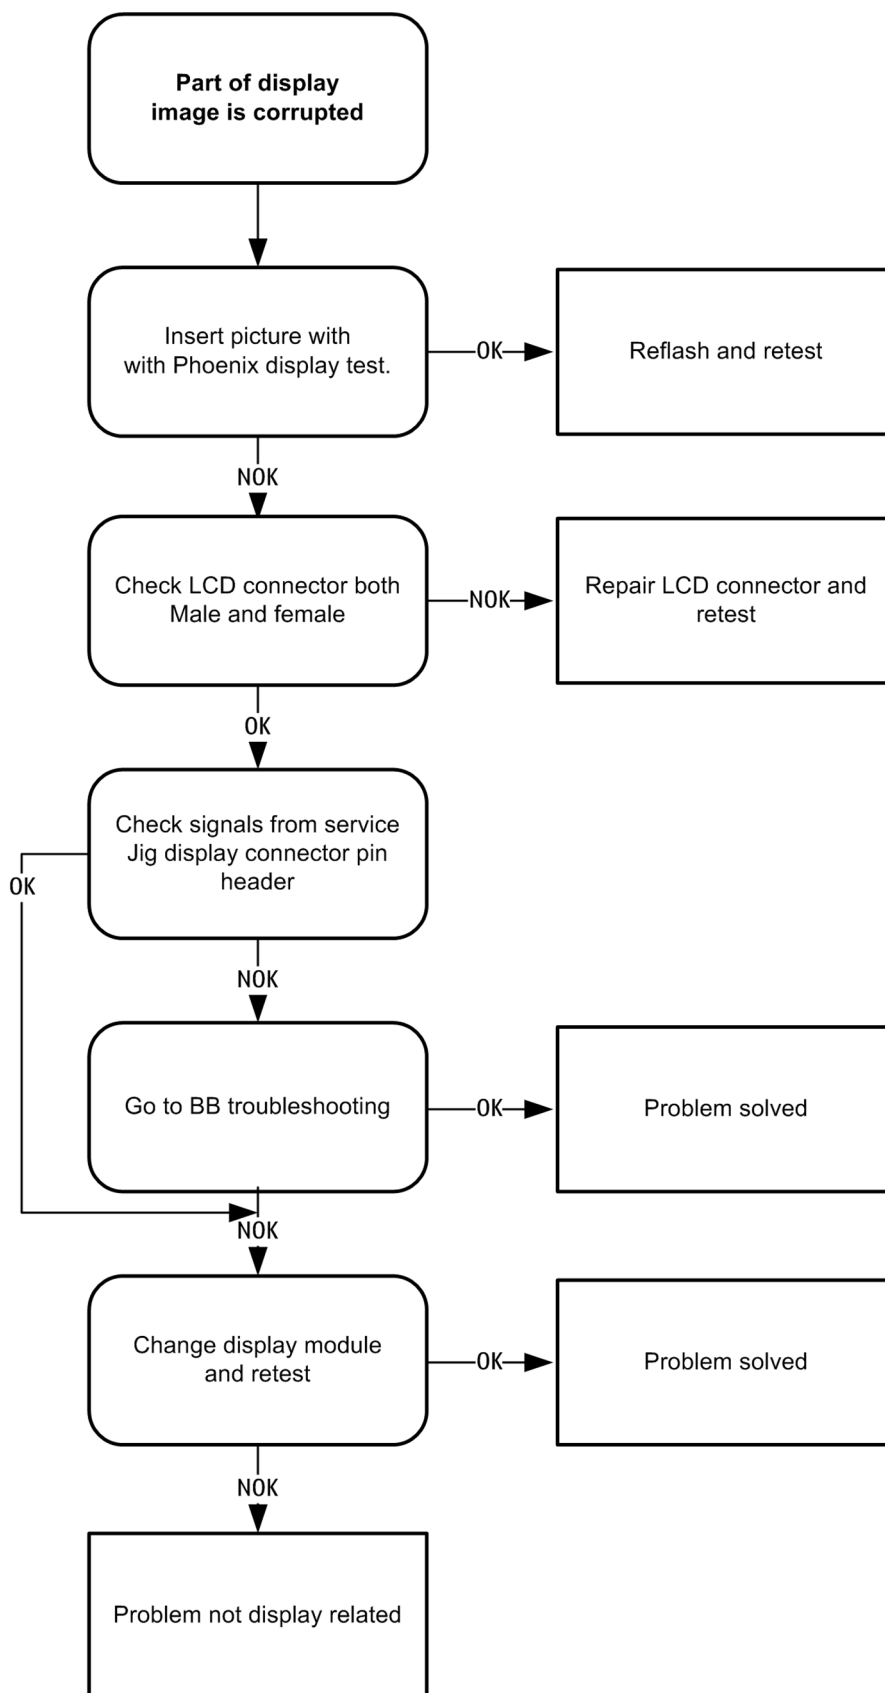 Part of display
image is corrupted
Insert picture with
with Phoenix display test.
OK
Reflash and retest
NOK
Check LCD connector both
Male and female
NOK
Repair LCD connector and
retest
OK
Check signals from service
Jig display connector pin
header
OK
NOK
Go to BB troubleshooting
OK
Problem solved
NOK
Change display module
and retest
OK
Problem solved
NOK
Problem not display related